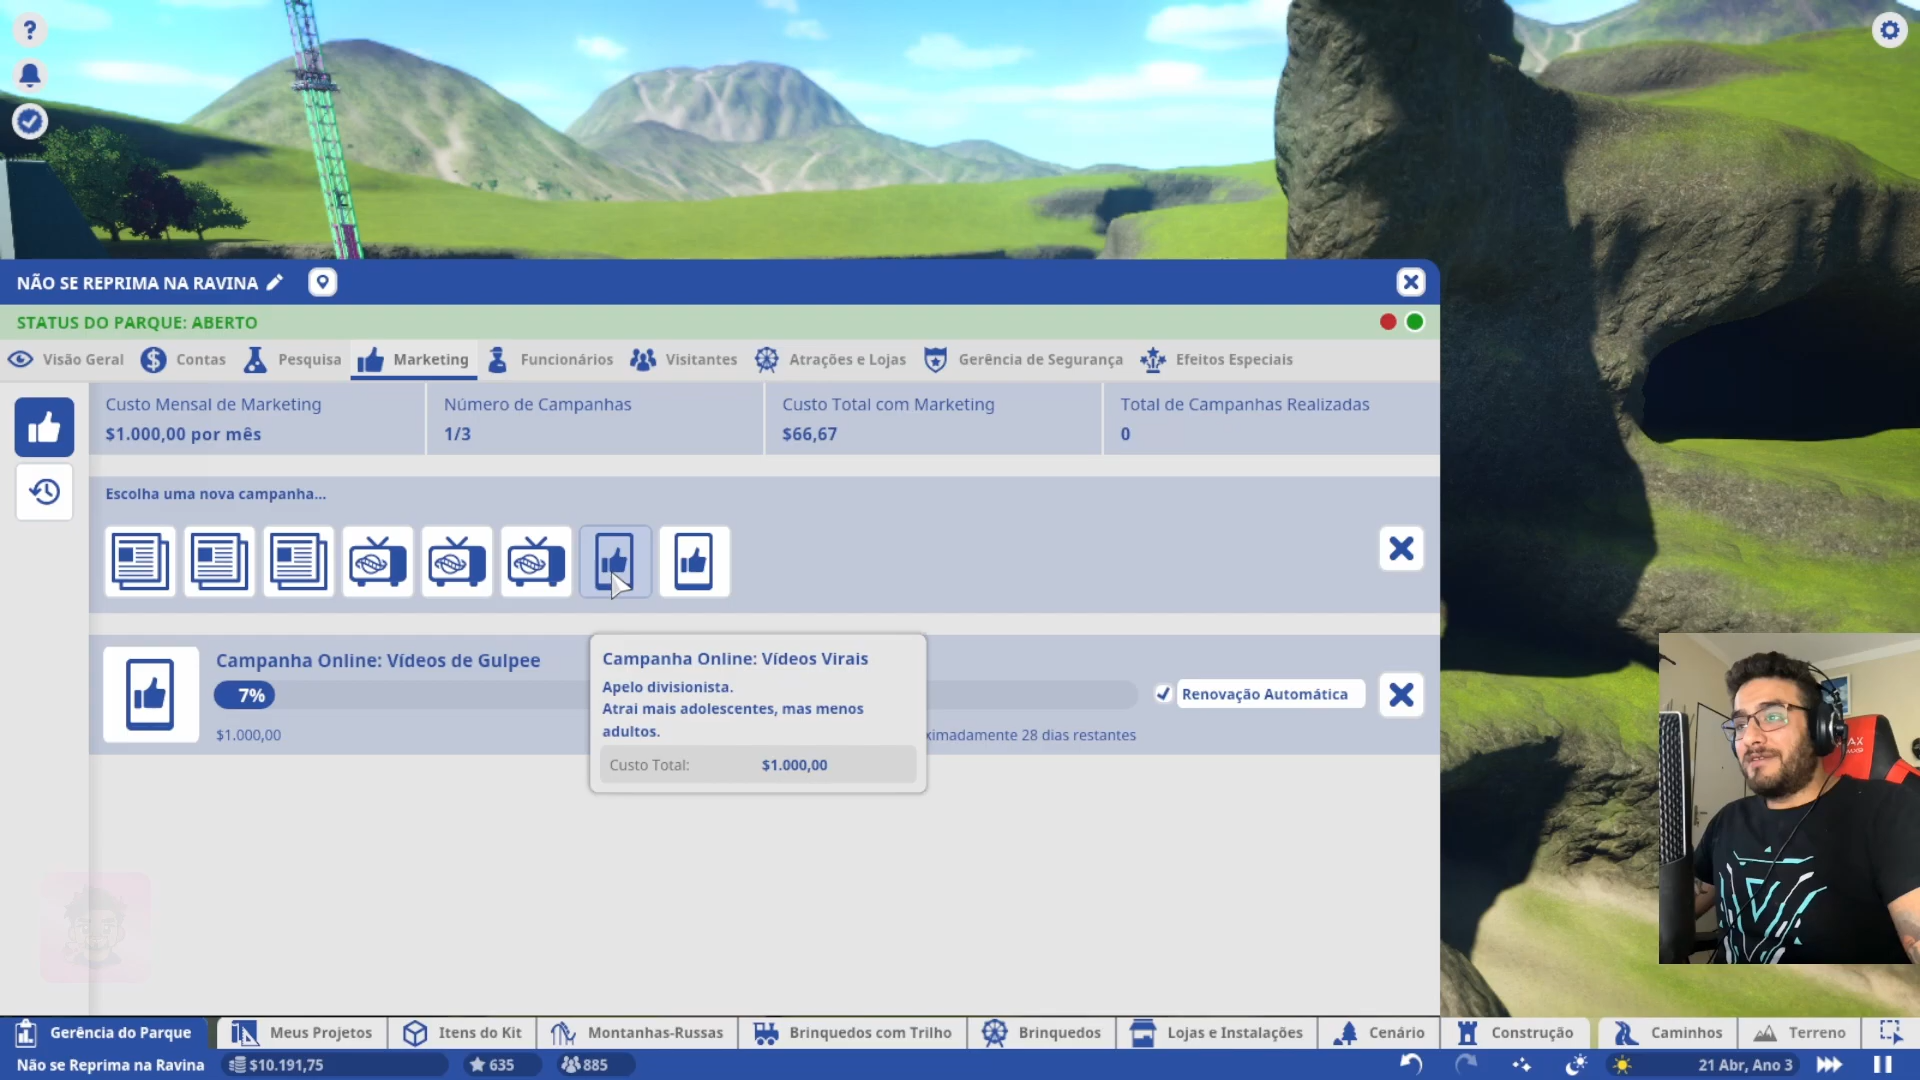 ?
NÃO SE REPRIMA NA RAVINA
STATUS DO PARQUE: ABERTO
Visão Geral
Contas
Pesquisa
Marketing
Funcionários
Visitantes
Atrações e Lojas
Gerência de Segurança
Efeitos Especiais
Custo Mensal de Marketing
$1.000,00 por mês
Número de Campanhas
1/3
Custo Total com Marketing
$66,67
Total de Campanhas Realizadas
0
Escolha uma nova campanha...
Campanha Online: Vídeos de Gulpee
7%
$1.000,00
ximadamente 28 dias restantes
Renovação Automática
Campanha Online: Vídeos Virais
Apelo divisionista.
Atrai mais adolescentes, mas menos
adultos.
Custo Total: $1.000,00
Gerência do Parque
Meus Projetos
Itens do Kit
Montanhas-Russas
Brinquedos com Trilho
Brinquedos
Lojas e Instalações
Cenário
Construção
Caminhos
Terreno
Não se Reprima na Ravina
$10.191,75
635
885
21 Abr, Ano 3